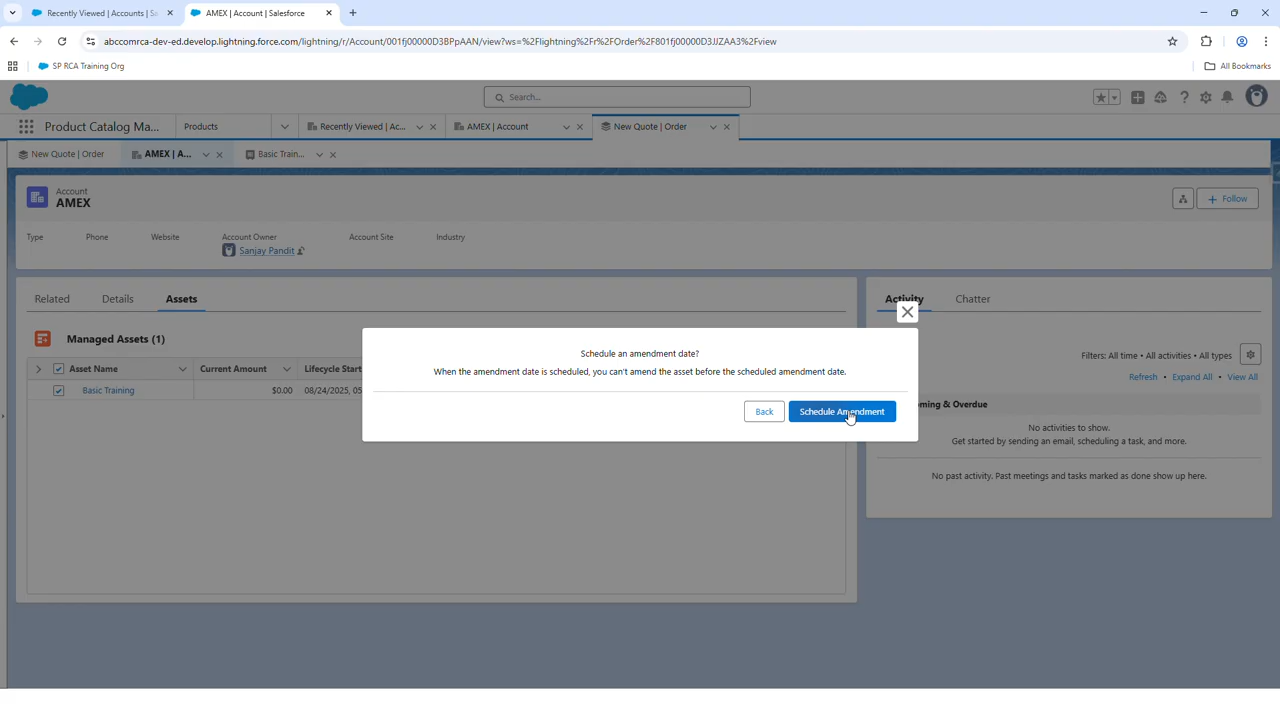 Recently Viewed | Accounts | Sa
AMEX | Account | Salesforce
abccomrca-dev-ed.develop.lightning.force.com/lightning/r/Account/001fj00000D3BPpAAN/view?ws=%2Flightning%2Fr%2FOrder%2F801fj00000D3JJZAA3%2Fview
SP RCA Training Org
All Bookmarks
Search...
Product Catalog Ma...
Products
Recently Viewed | Ac...
AMEX | Account
New Quote | Order
New Quote | Order
AMEX | A...
Basic Train...
Account
AMEX
Follow
Type
Phone
Website
Account Owner
Account Site
Industry
Sanjay Pandit
Related
Details
Assets
Activity
Chatter
Managed Assets (1)
Filters: All time • All activities • All types
Refresh • Expand All • View All
Asset Name
Current Amount
Lifecycle Start
Basic Training
$0.00
08/24/2025, 05
Schedule an amendment date?
When the amendment date is scheduled, you can't amend the asset before the scheduled amendment date.
Back
Schedule Amendment
oming & Overdue
No activities to show.
Get started by sending an email, scheduling a task, and more.
No past activity. Past meetings and tasks marked as done show up here.